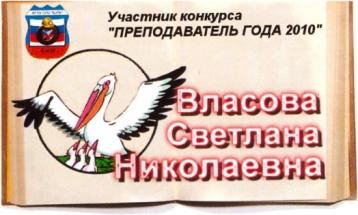 Участник конкурса
"ПРЕПОДАВАТЕЛЬ ГОДА 2010"
Власова
Светлана
Николаевна